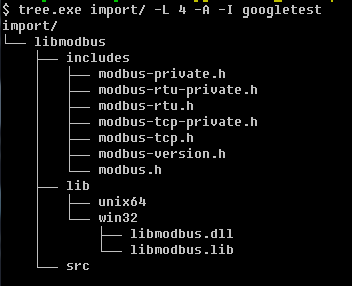 $ tree.exe import/ -L 4 -A -I googletest
import/
└── libmodbus
    ├── includes
    │   ├── modbus-private.h
    │   ├── modbus-rtu-private.h
    │   ├── modbus-rtu.h
    │   ├── modbus-tcp-private.h
    │   ├── modbus-tcp.h
    │   ├── modbus-version.h
    │   └── modbus.h
    ├── lib
    │   ├── unix64
    │   └── win32
    │       ├── libmodbus.dll
    │       └── libmodbus.lib
    └── src